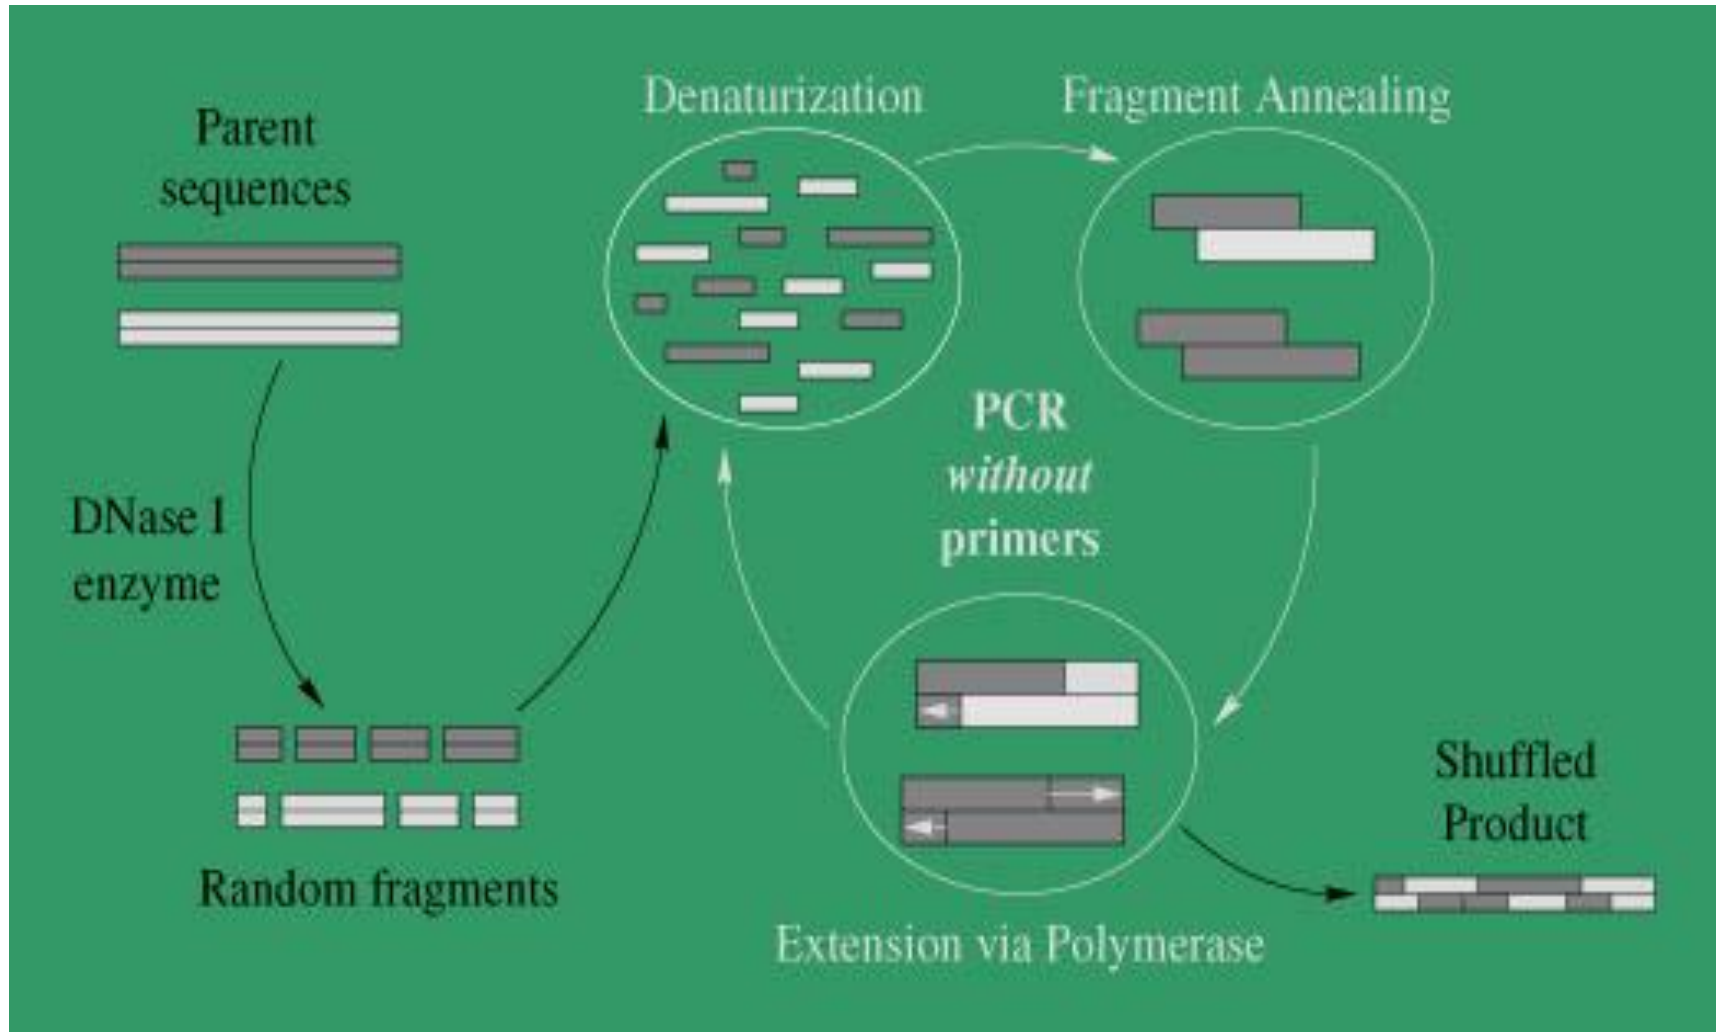 Parent
sequences
DNase I
enzyme
Random fragments
Denaturization
Fragment Annealing
PCR
without
primers
Extension via Polymerase
Shuffled
Product